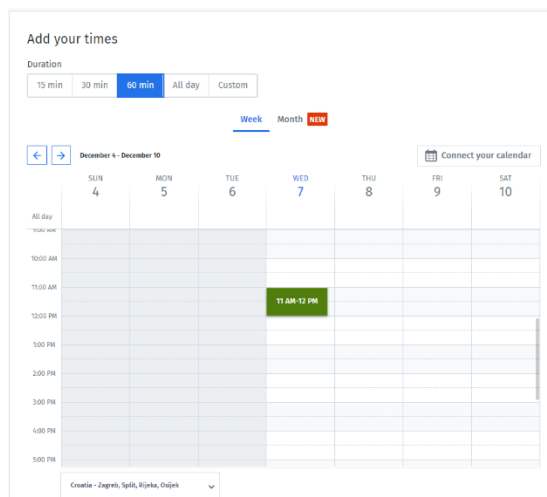 Add your times
Duration
15 min 30 min 60 min All day Custom
Week Month NEW
December 4 - December 10
Connect your calendar
SUN MON TUE WED THU FRI SAT
4 5 6 7 8 9 10
All day
9:00 AM
10:00 AM
11:00 AM
11 AM-12 PM
12:00 PM
1:00 PM
2:00 PM
3:00 PM
4:00 PM
5:00 PM
Croatia - Zagreb, Split, Rijeka, Osijek